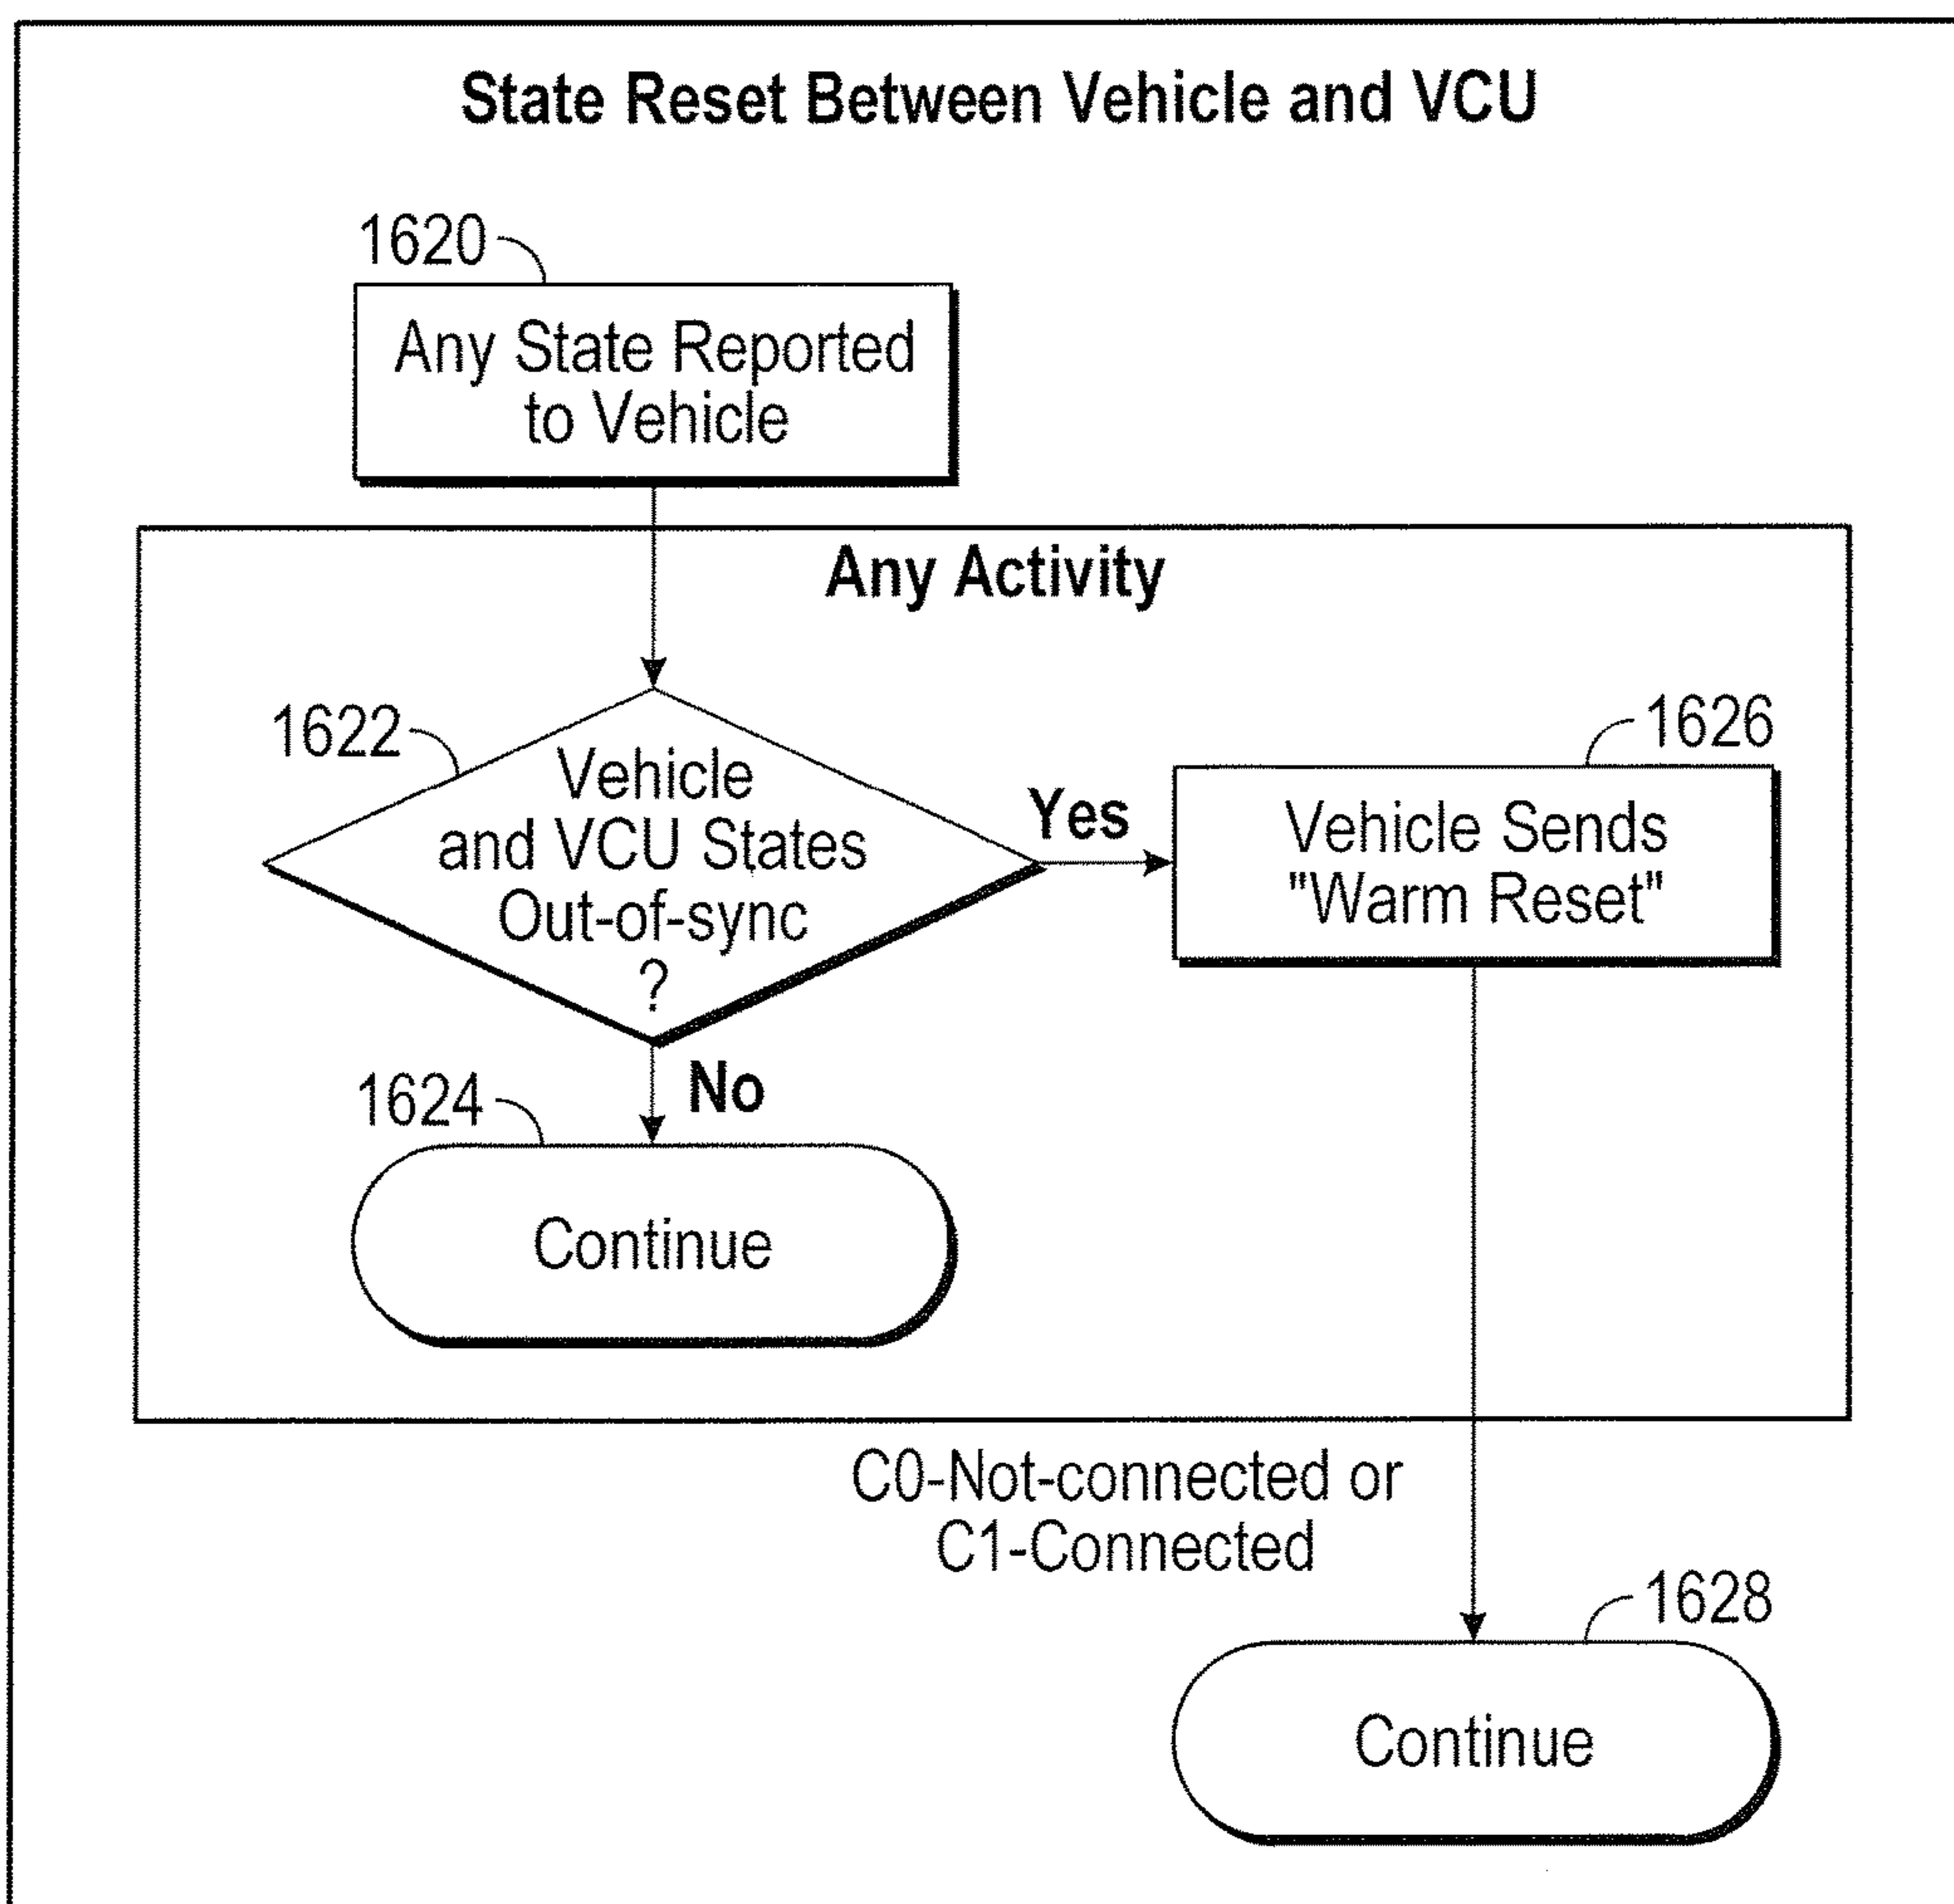 State Reset Between Vehicle and VCU
1620
Any State Reported
to Vehicle
Any Activity
1622
Vehicle
and VCU States
Out-of-sync
?
Yes
1626
Vehicle Sends
"Warm Reset"
No
1624
Continue
C0-Not-connected or
C1-Connected
1628
Continue